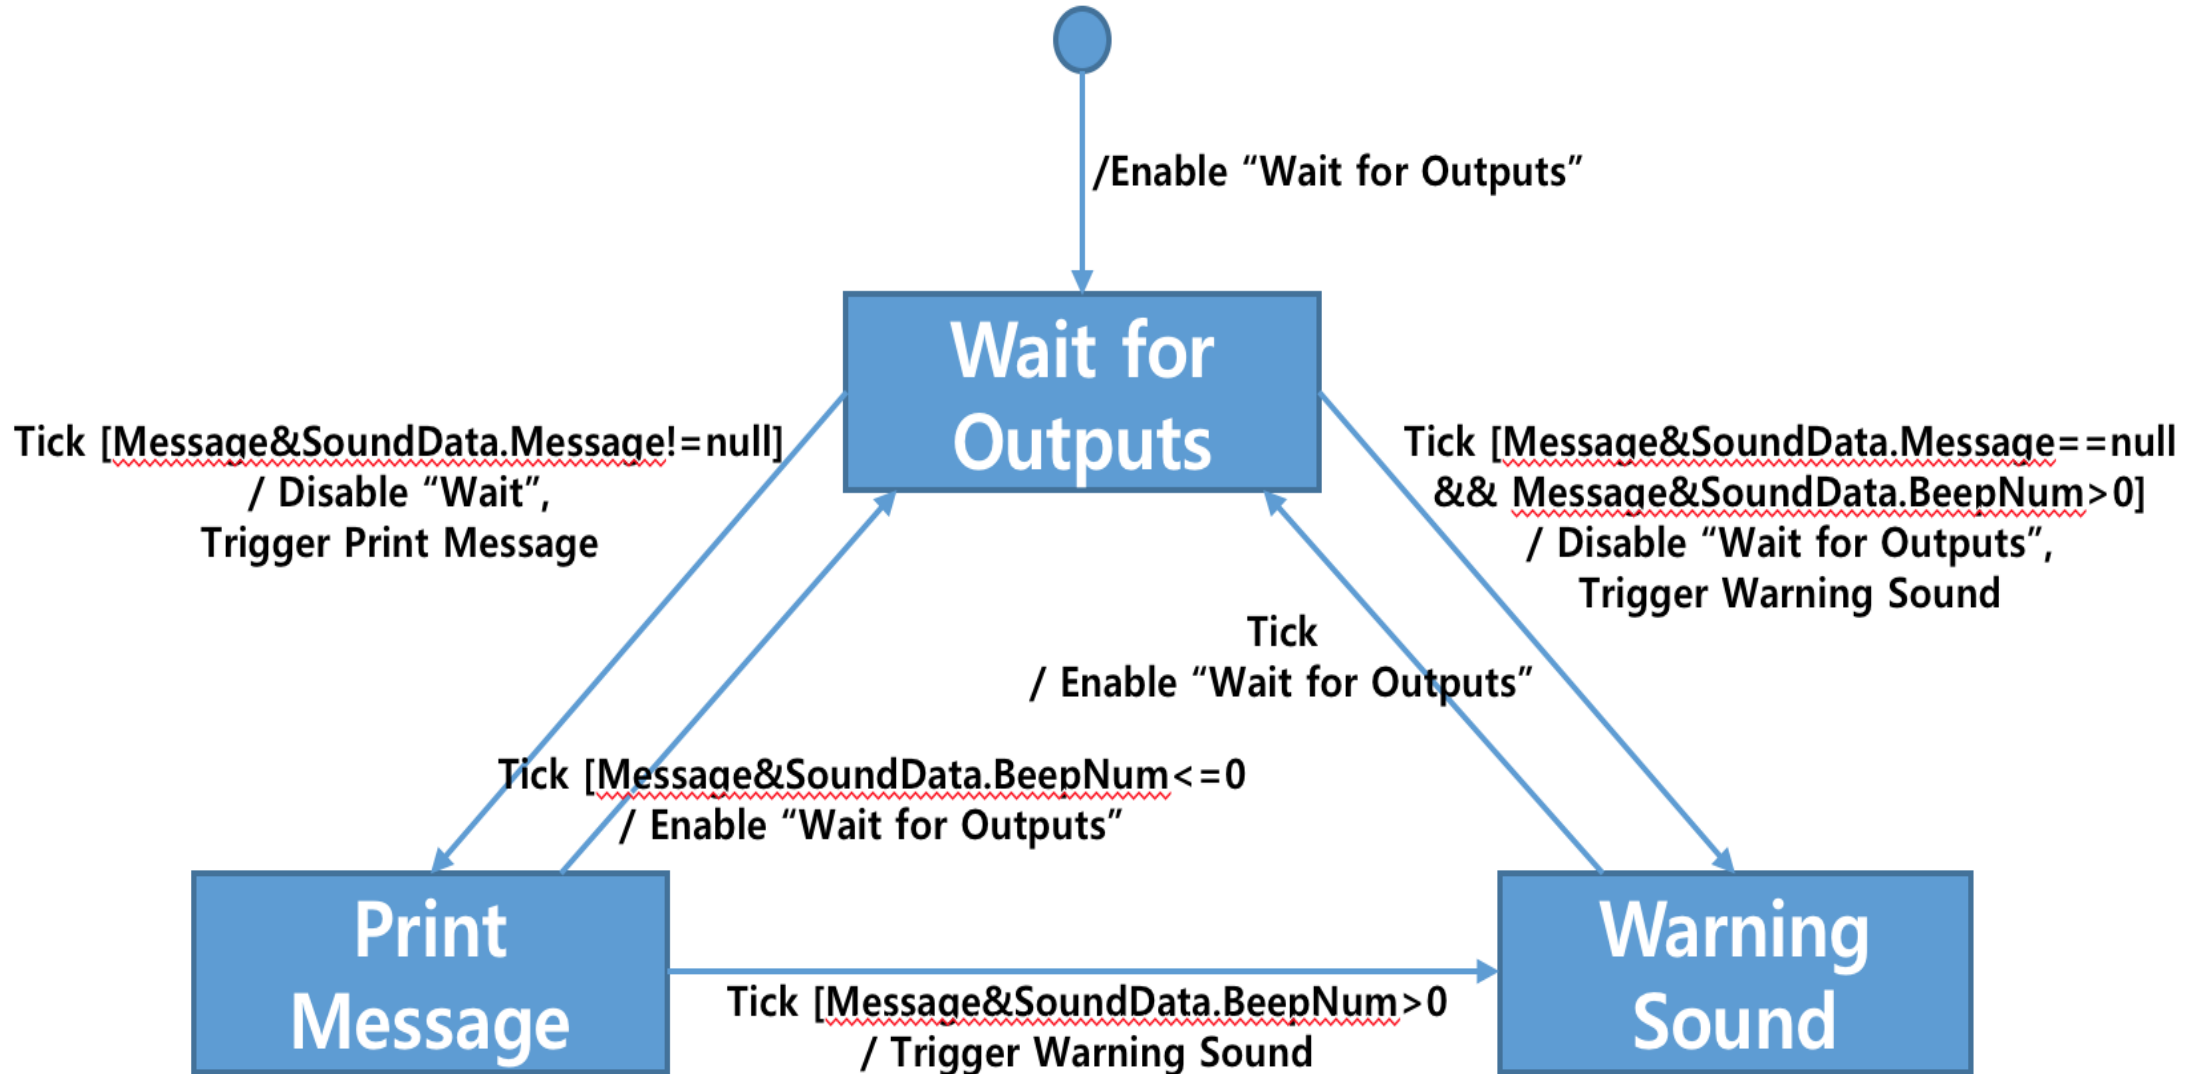 /Enable “Wait for Outputs”
Wait for
Outputs
Tick [Message&SoundData.Message!=null]
/ Disable “Wait”,
Trigger Print Message
Tick [Message&SoundData.Message==null
&& Message&SoundData.BeepNum>0]
/ Disable “Wait for Outputs”,
Trigger Warning Sound
Tick
/ Enable “Wait for Outputs”
Tick [Message&SoundData.BeepNum<=0
/ Enable “Wait for Outputs”
Print
Message
Tick [Message&SoundData.BeepNum>0
/ Trigger Warning Sound
Warning
Sound